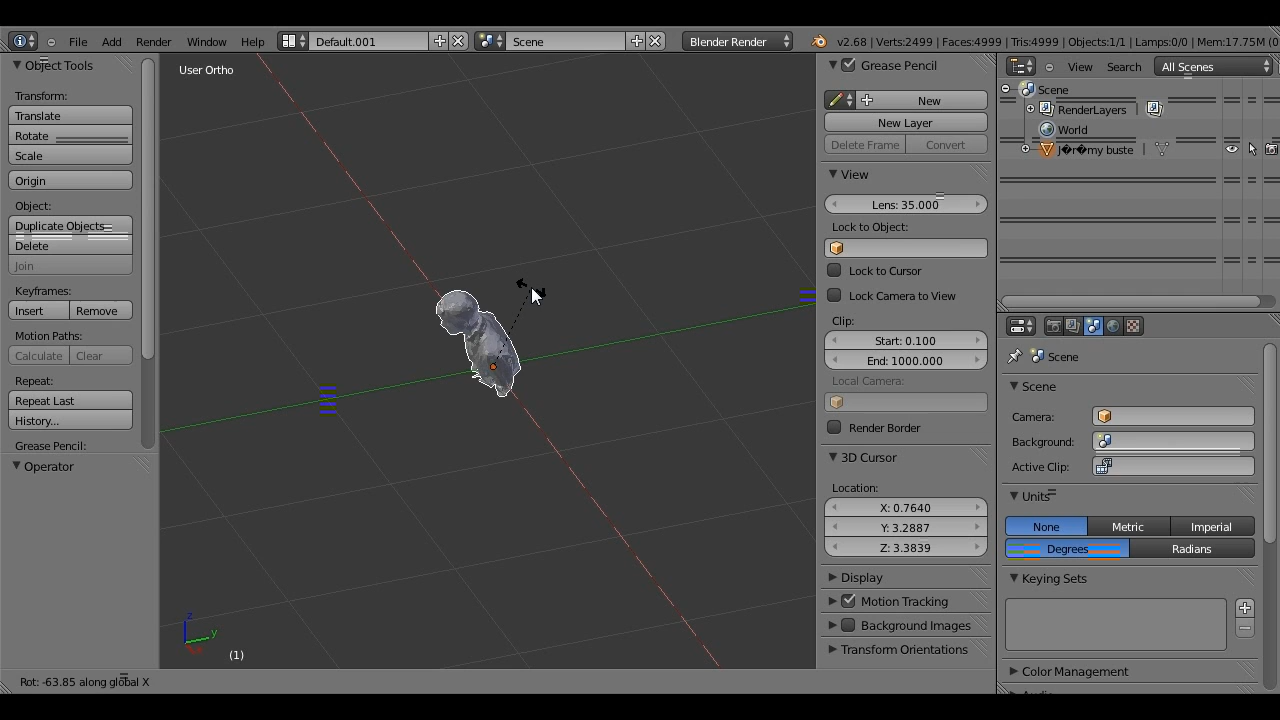 File Add Render Window Help Default.001 Scene Blender Render v2.68 | Verts:2499 | Faces:4999 | Tris:4999 | Objects:1/1 | Lamps:0/0 | Mem:17.75M (0
Object Tools
Transform:
Translate
Rotate
Scale
Origin
Object:
Duplicate Objects
Delete
Join
Keyframes:
Insert Remove
Motion Paths:
Calculate Clear
Repeat:
Repeat Last
History...
Grease Pencil:
Operator
User Ortho
z
y
(1)
Rot: -63.85 along global X
Grease Pencil
New
New Layer
Delete Frame Convert
View
Lens: 35.000
Lock to Object:
Lock to Cursor
Lock Camera to View
Clip:
Start: 0.100
End: 1000.000
Local Camera:
Render Border
3D Cursor
Location:
X: 0.7640
Y: 3.2887
Z: 3.3839
Display
Motion Tracking
Background Images
Transform Orientations
View Search All Scenes
Scene
RenderLayers |
World
J�r�my buste |
Scene
Scene
Camera:
Background:
Active Clip:
Units
None Metric Imperial
Degrees Radians
Keying Sets
Color Management